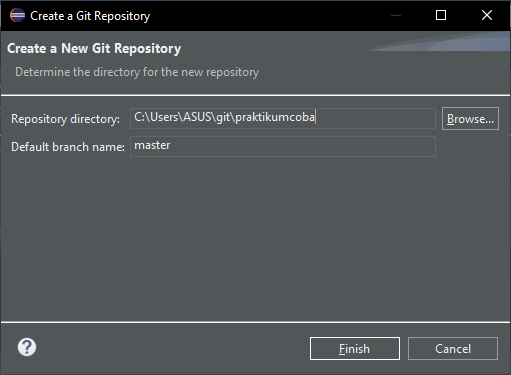 Create a Git Repository
Create a New Git Repository
Determine the directory for the new repository
Repository directory: C:\Users\ASUS\git\praktikumcoba Browse...
Default branch name: master
? Finish Cancel